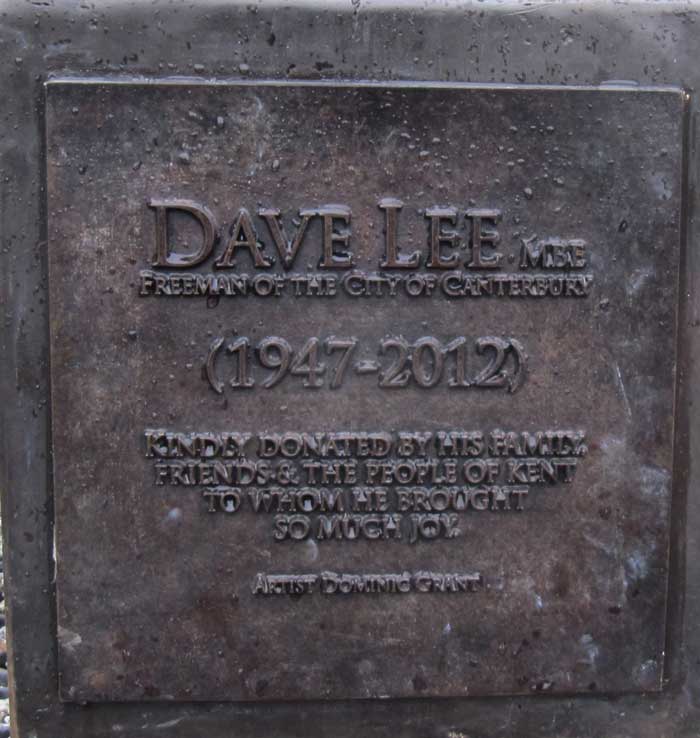 DAVE LEE MBE
FREEMAN OF THE CITY OF CANTERBURY
(1947-2012)
KINDLY DONATED BY HIS FAMILY,
FRIENDS & THE PEOPLE OF KENT
TO WHOM HE BROUGHT
SO MUCH JOY.
ARTIST DOMINIC GRANT